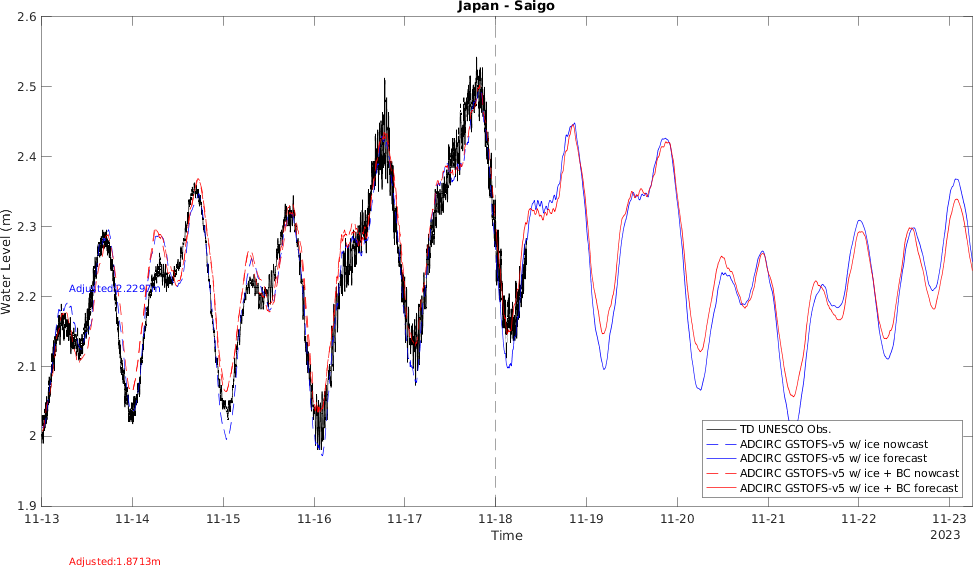 Japan - Saigo
2.6
2.5
2.4
2.3
2.2
2.1
2
1.9
Water Level (m)
TD UNESCO Obs.
ADCIRC GSTOFS-v5 w/ ice nowcast
ADCIRC GSTOFS-v5 w/ ice forecast
ADCIRC GSTOFS-v5 w/ ice + BC nowcast
ADCIRC GSTOFS-v5 w/ ice + BC forecast
11-13 11-14 11-15 11-16 11-17 11-18 11-19 11-20 11-21 11-22 11-23
Time
2023
Adjusted:1.8713m